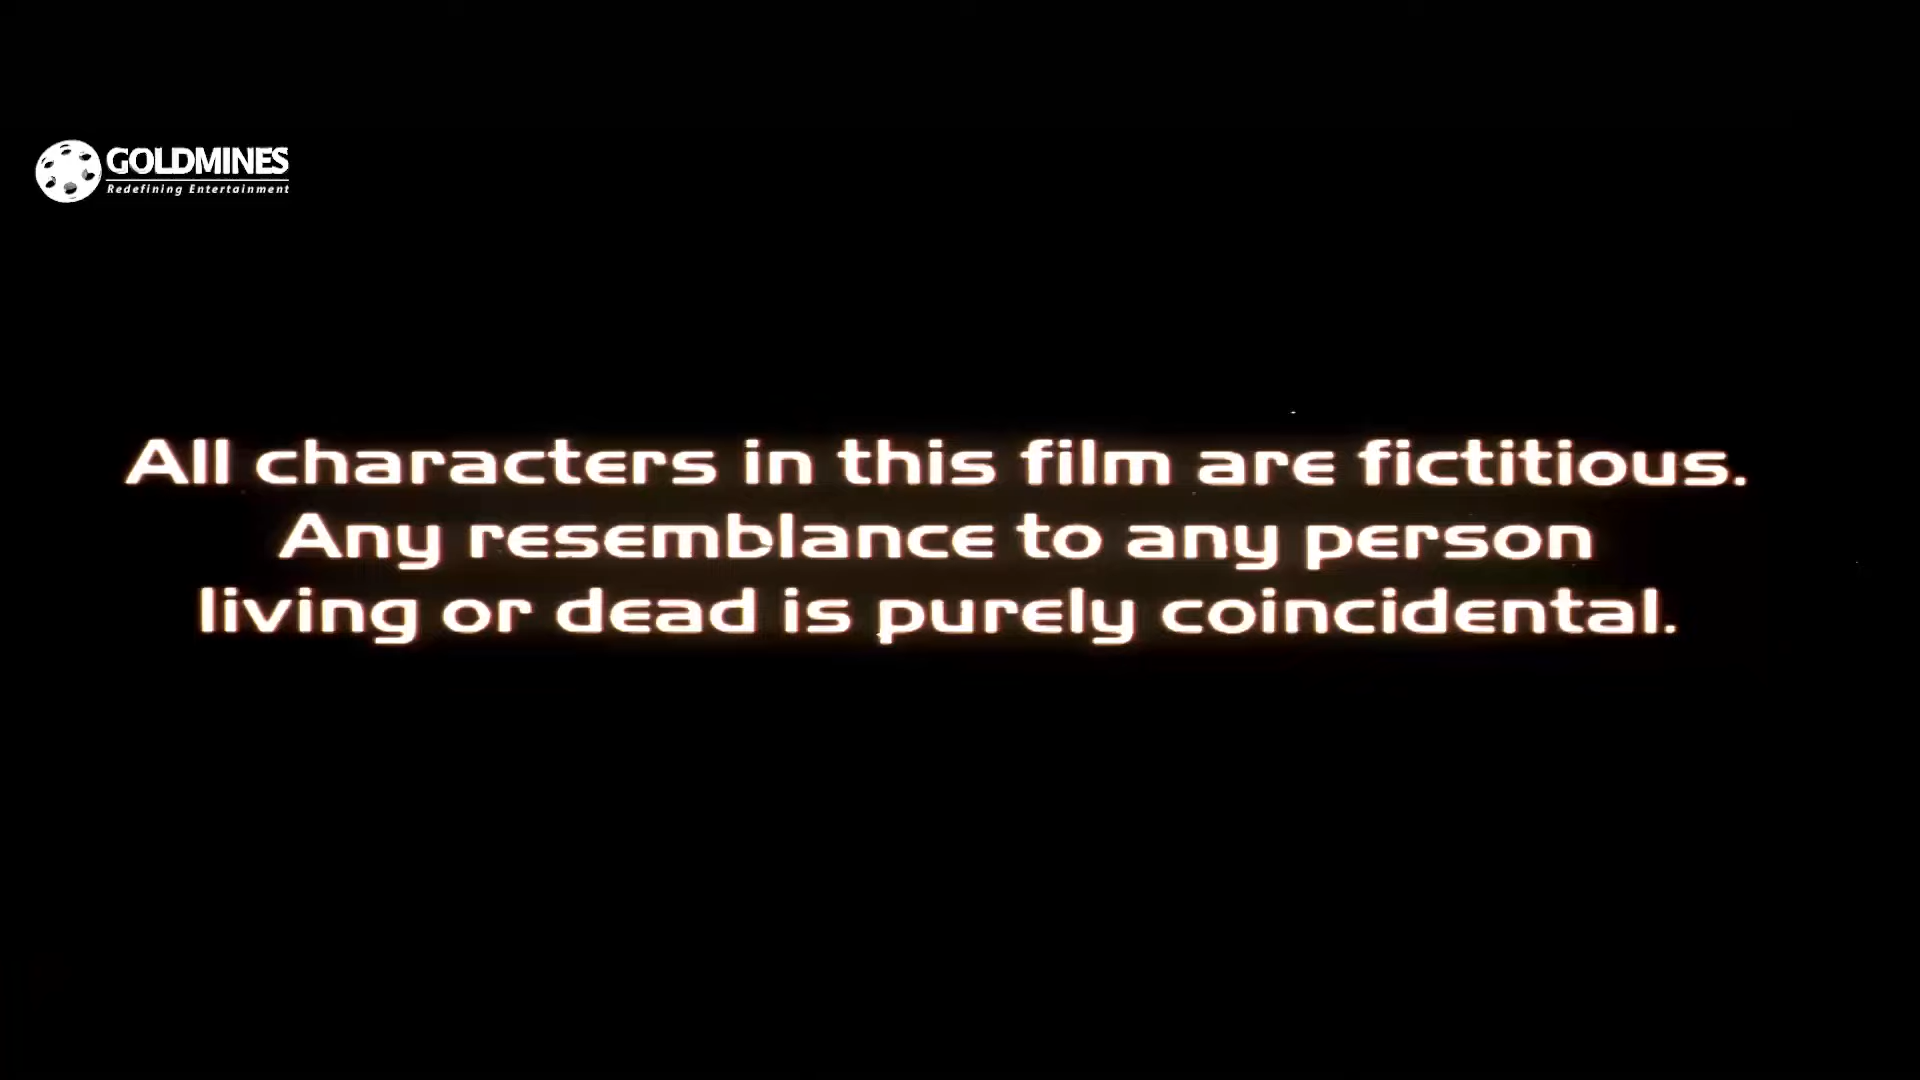 GOLDMINES
Redefining Entertainment
All characters in this film are fictitious.
Any resemblance to any person
living or dead is purely coincidental.